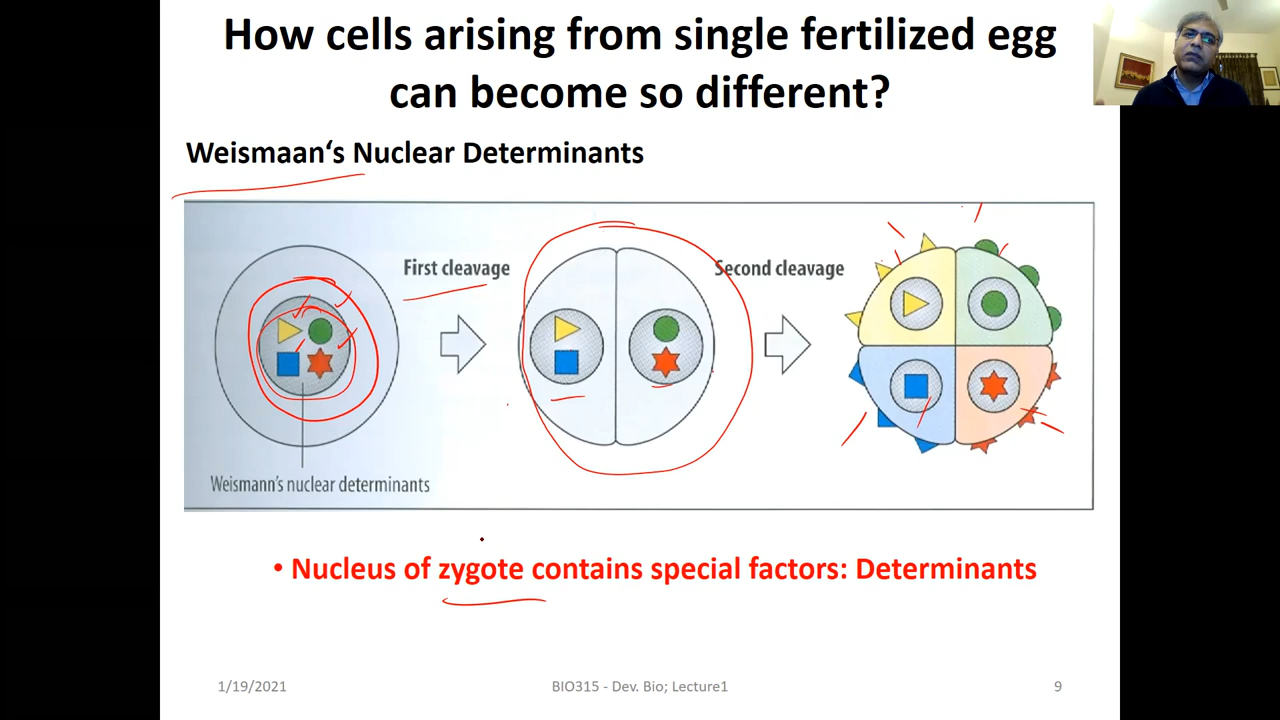 How cells arising from single fertilized egg
can become so different?
Weismaan‘s Nuclear Determinants
First cleavage
Second cleavage
Weismann's nuclear determinants
• Nucleus of zygote contains special factors: Determinants
1/19/2021
BIO315 - Dev. Bio; Lecture1
9